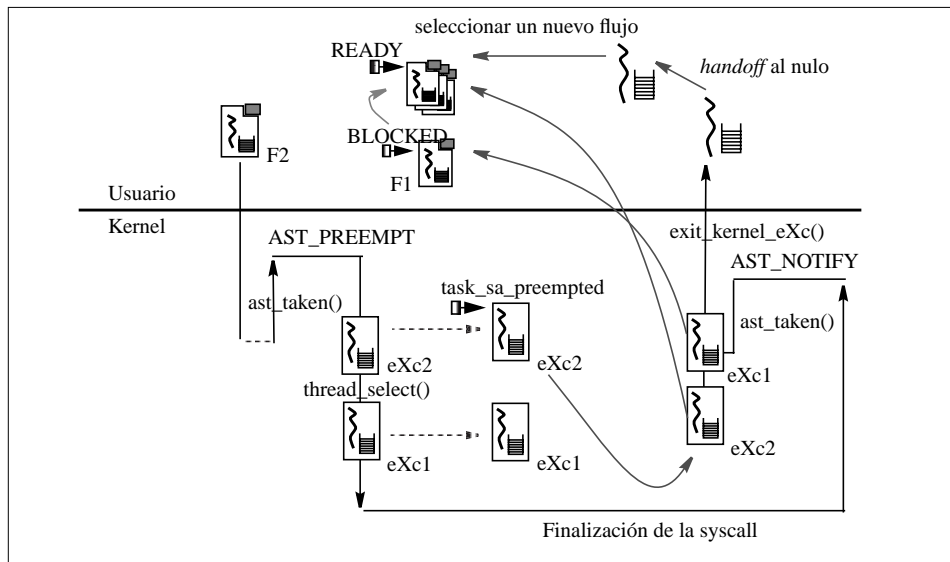 seleccionar un nuevo flujo
READY
handoff al nulo
BLOCKED
F2
F1
Usuario
Kernel
exit_kernel_eXc()
AST_PREEMPT
AST_NOTIFY
task_sa_preempted
ast_taken()
ast_taken()
eXc2
eXc2
eXc1
thread_select()
eXc2
eXc1
eXc1
Finalización de la syscall